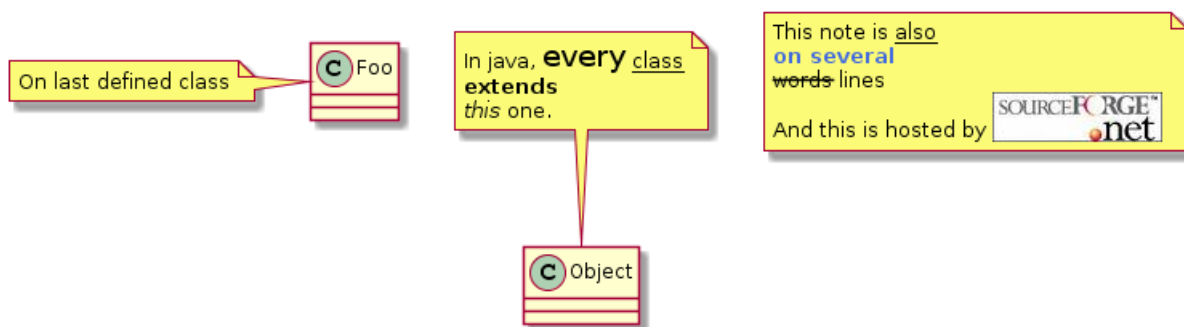 On last defined class
C Foo
In java, every class
extends
this one.
C Object
This note is also
on several
words lines
And this is hosted by SOURCEFORGE™
.net